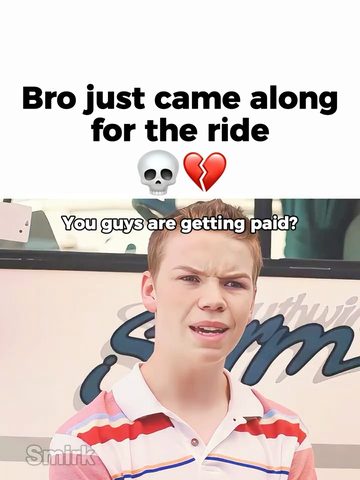 Bro just came along
for the ride
💀💔
You guys are getting paid?
Smirk